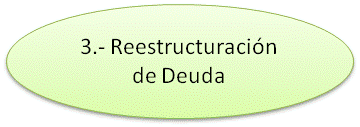 3.- Reestructuración
de Deuda